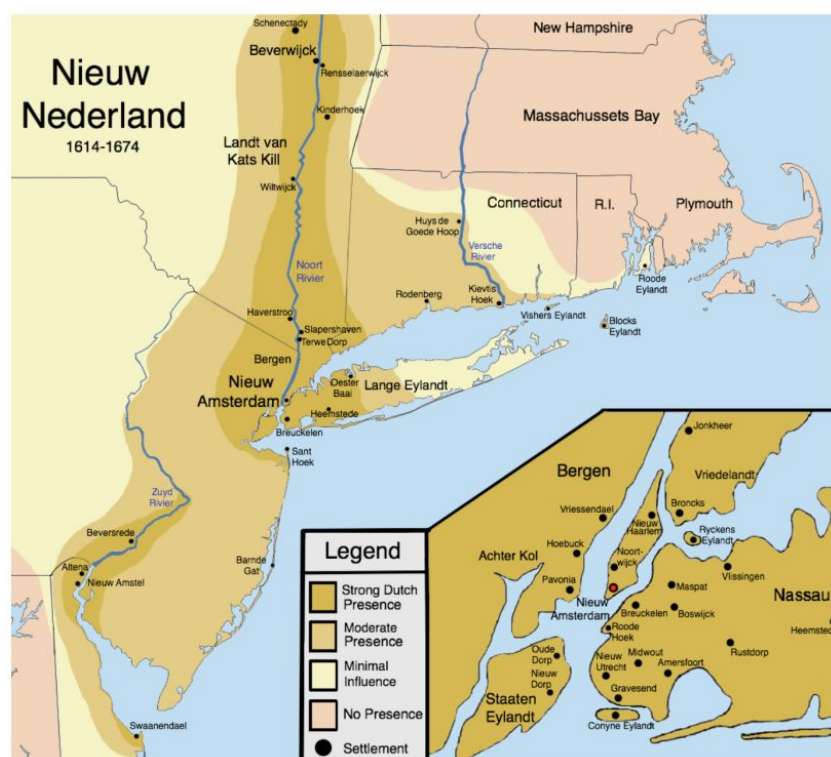 Nieuw
Nederland
1614-1674
Schenectady
Beverwijck
Rensselaerwijck
Kinderhoek
Landt van
Kats Kill
Wiltwijck
Noort
Rivier
Haverstroo
Slapershaven
Terwe Dorp
Bergen
Nieuw
Amsterdam
Breuckelen
Sant
Hoek
Oester
Baai
Heemstede
Lange Eylandt
New Hampshire
Massachussets Bay
Connecticut
R.I.
Plymouth
Huys de
Goede Hoop
Versche
Rivier
Rodenberg
Kievtis
Hoek
Roode
Eylandt
Vishers Eylandt
Blocks
Eylandt
Zuyd
Rivier
Beversrede
Altena
Nieuw Amstel
Barnde
Gat
Swaanendael
Legend
Strong Dutch
Presence
Moderate
Presence
Minimal
Influence
No Presence
Settlement
Jonkheer
Bergen
Vriedelandt
Vriessendael
Nieuw
Haarlem
Broncks
Ryckens
Eylandt
Hoebuck
Noort-
wijck
Achter Kol
Pavonia
Nieuw
Amsterdam
Maspat
Vlissingen
Nassau
Breuckelen
Boswijck
Roode
Hoek
Heemsted
Oude
Dorp
Midwout
Rustdorp
Nieuw
Utrecht
Amersfoort
Nieuw
Dorp
Gravesend
Staaten
Eylandt
Conyne Eylandt